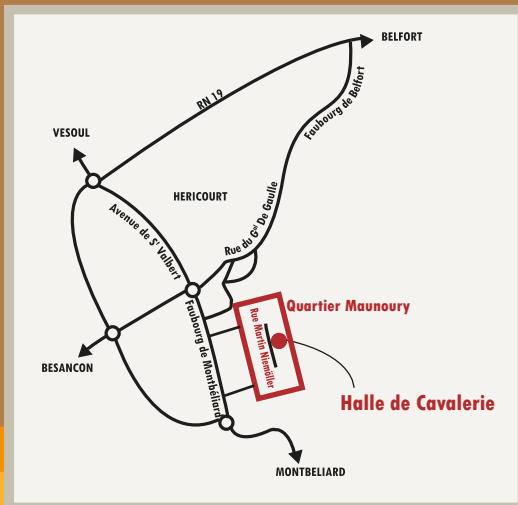 BELFORT
RN 19
Faubourg de Belfort
VESOUL
HERICOURT
Avenue de Sᵗ Valbert
Rue du Gᵃˡ De Gaulle
Quartier Maunoury
Faubourg de Montbéliard
Rue Martin Niemöller
BESANCON
Halle de Cavalerie
MONTBELIARD